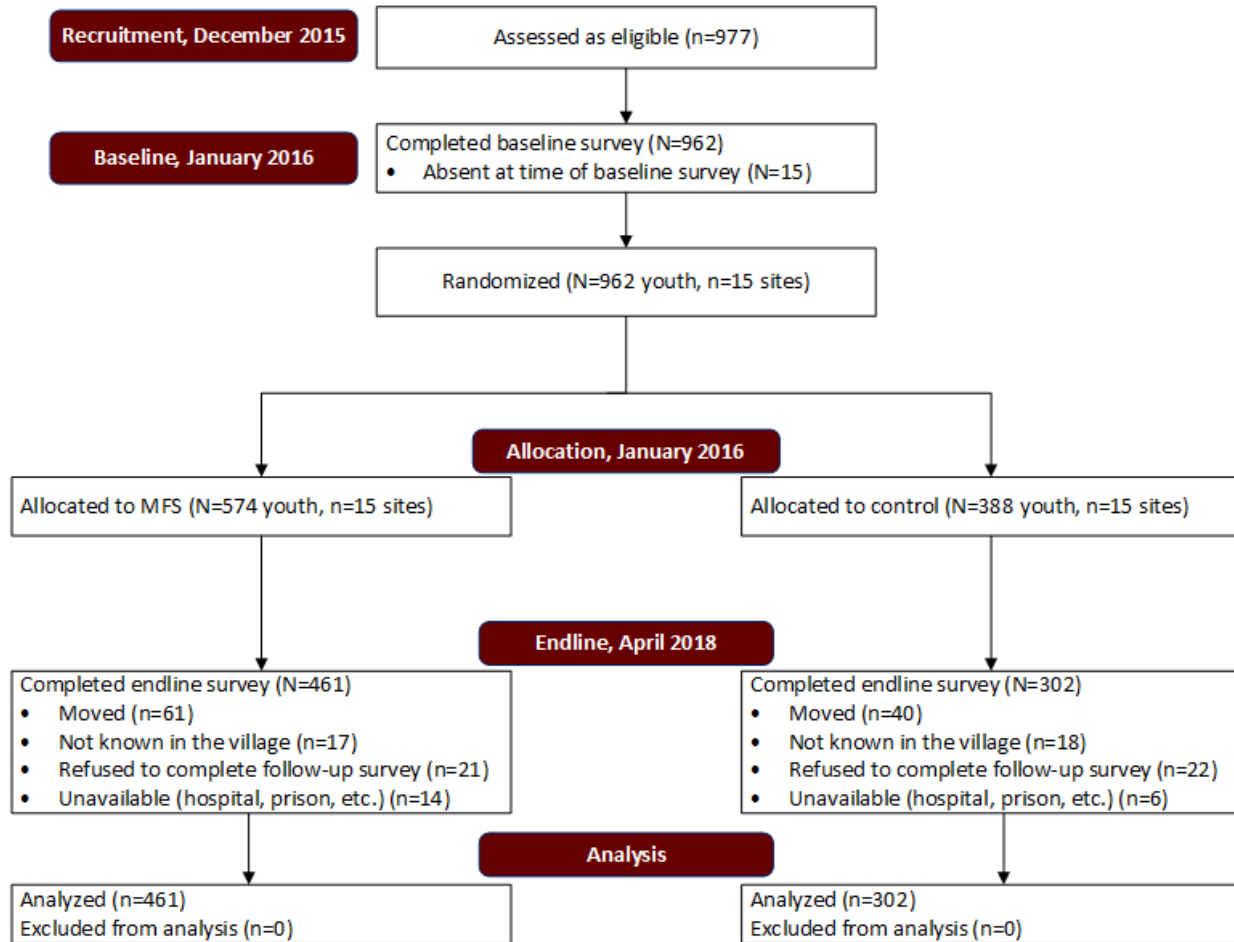 Recruitment, December 2015
Assessed as eligible (n=977)
Baseline, January 2016
Completed baseline survey (N=962)
• Absent at time of baseline survey (N=15)
Randomized (N=962 youth, n=15 sites)
Allocation, January 2016
Allocated to MFS (N=574 youth, n=15 sites)
Allocated to control (N=388 youth, n=15 sites)
Endline, April 2018
Completed endline survey (N=461)
• Moved (n=61)
• Not known in the village (n=17)
• Refused to complete follow-up survey (n=21)
• Unavailable (hospital, prison, etc.) (n=14)
Completed endline survey (N=302)
• Moved (n=40)
• Not known in the village (n=18)
• Refused to complete follow-up survey (n=22)
• Unavailable (hospital, prison, etc.) (n=6)
Analysis
Analyzed (n=461)
Excluded from analysis (n=0)
Analyzed (n=302)
Excluded from analysis (n=0)